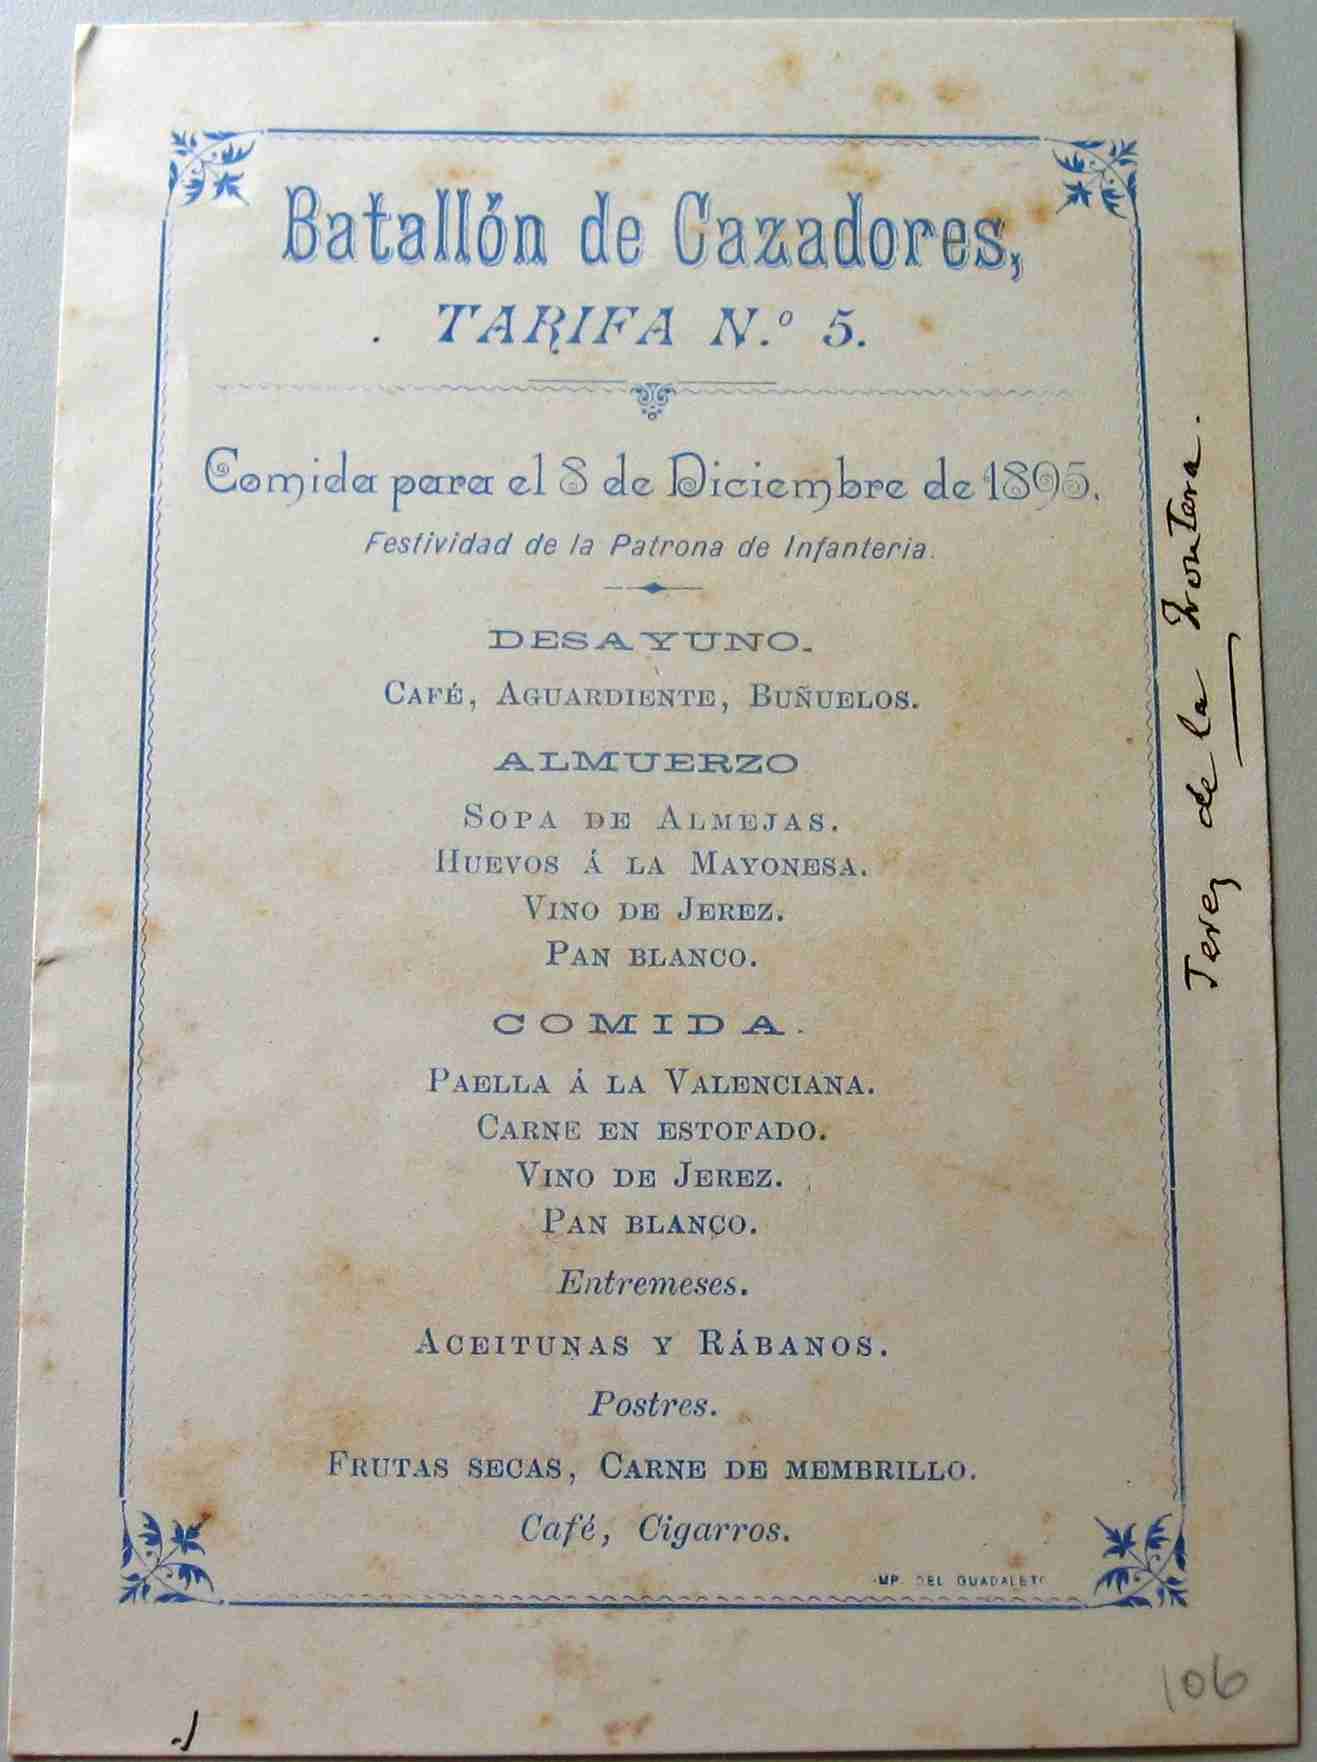 Batallón de Cazadores,
TARIFA N.º 5.
Comida para el 8 de Diciembre de 1895.
Festividad de la Patrona de Infanteria.
DESAYUNO.
CAFÉ, AGUARDIENTE, BUÑUELOS.
ALMUERZO
SOPA DE ALMEJAS.
HUEVOS Á LA MAYONESA.
VINO DE JEREZ.
PAN BLANCO.
COMIDA.
PAELLA Á LA VALENCIANA.
CARNE EN ESTOFADO.
VINO DE JEREZ.
PAN BLANCO.
Entremeses.
ACEITUNAS Y RÁBANOS.
Postres.
FRUTAS SECAS, CARNE DE MEMBRILLO.
Café, Cigarros.
IMP. DEL GUADALETE
Jerez de la Frontera.
106